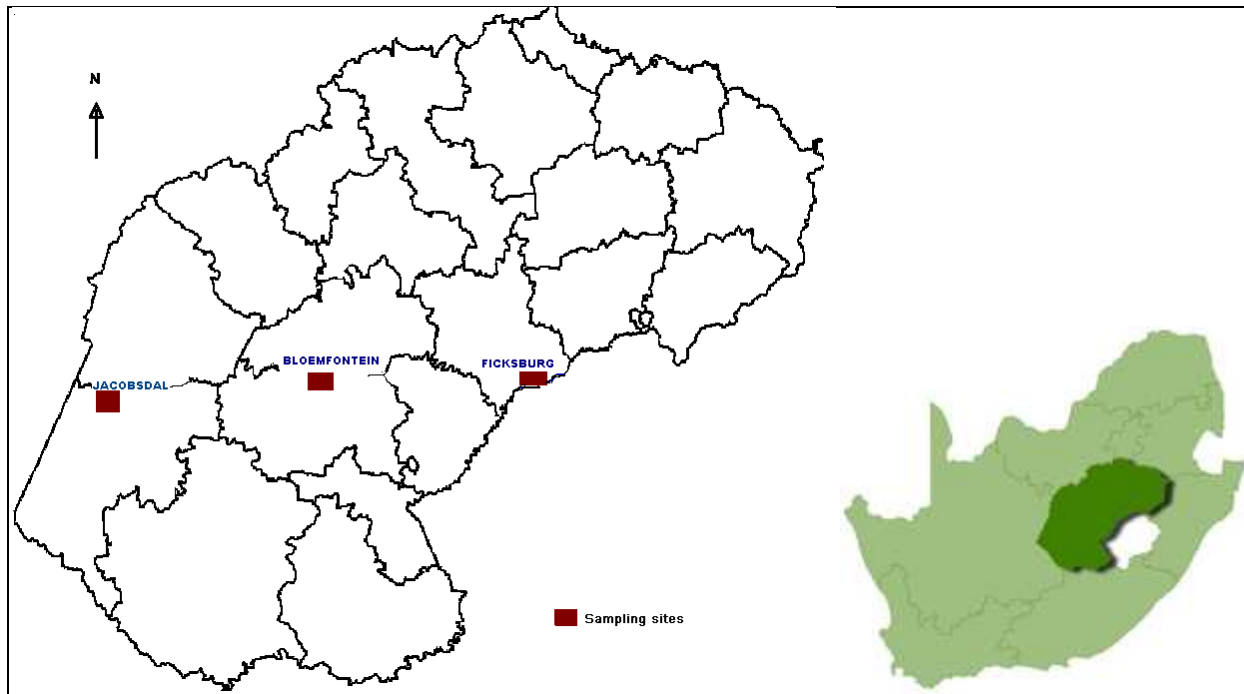 N
BLOEMFONTEIN
FICKSBURG
JACOBSDAL
Sampling sites